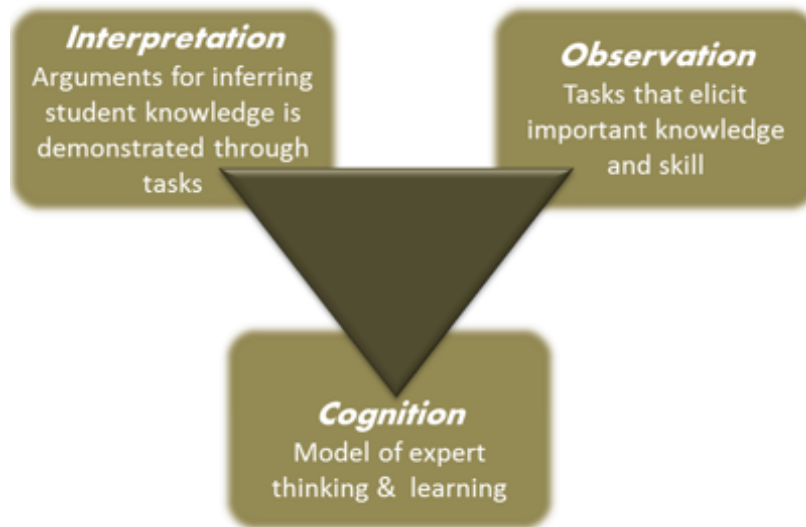 Interpretation
Arguments for inferring
student knowledge is
demonstrated through
tasks
Observation
Tasks that elicit
important knowledge
and skill
Cognition
Model of expert
thinking & learning